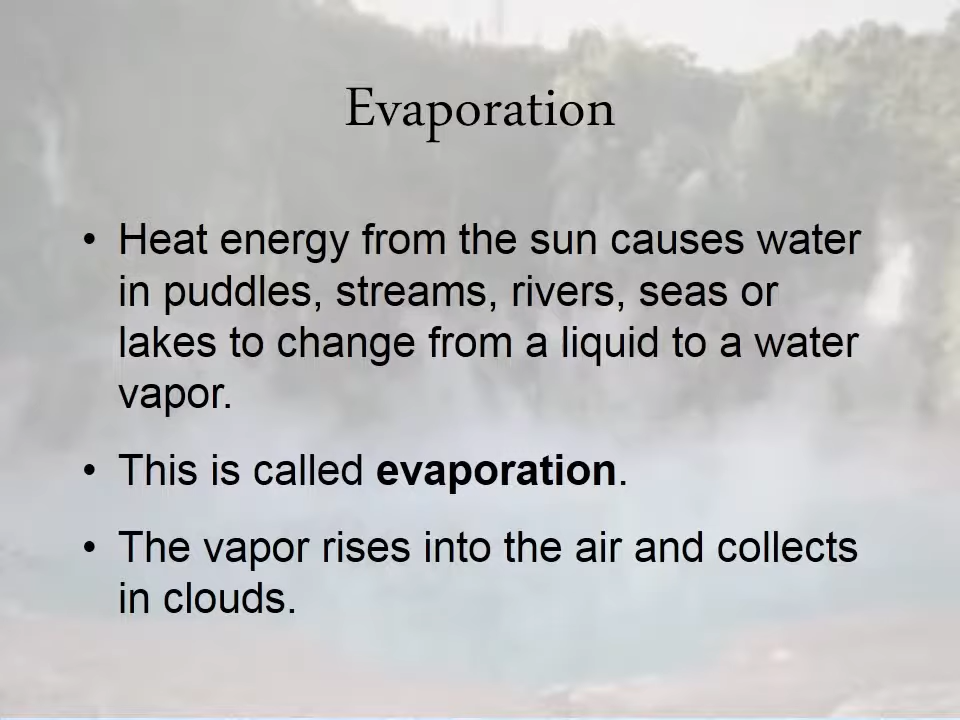 Evaporation
• Heat energy from the sun causes water
in puddles, streams, rivers, seas or
lakes to change from a liquid to a water
vapor.
• This is called evaporation.
• The vapor rises into the air and collects
in clouds.